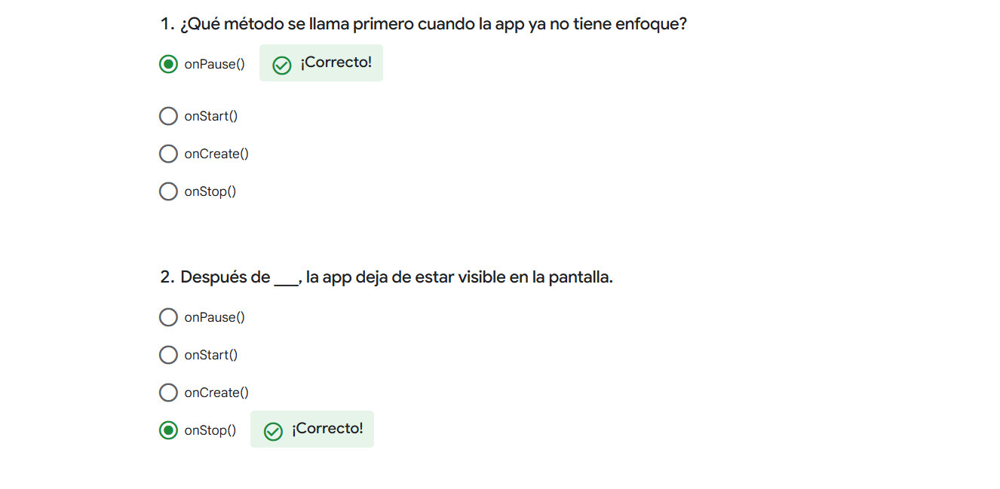 1. ¿Qué método se llama primero cuando la app ya no tiene enfoque?
onPause()
¡Correcto!
onStart()
onCreate()
onStop()
2. Después de ___, la app deja de estar visible en la pantalla.
onPause()
onStart()
onCreate()
onStop()
¡Correcto!